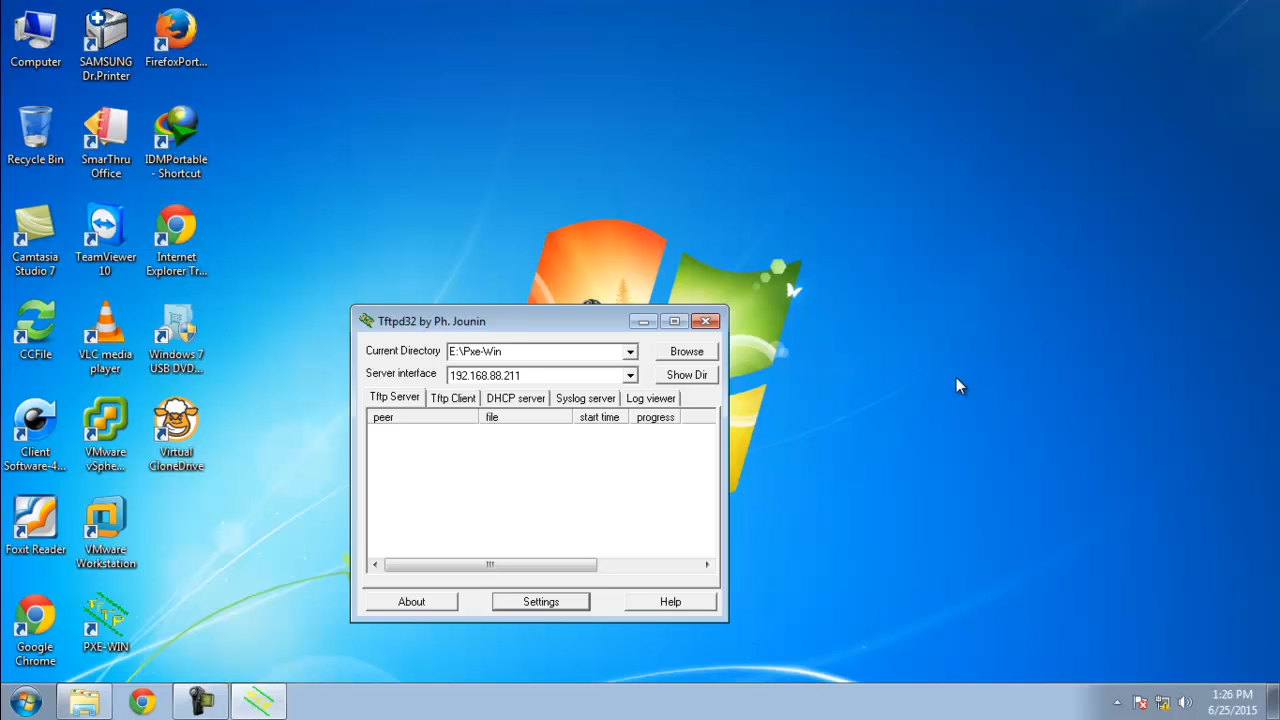 Computer
SAMSUNG
Dr.Printer
FirefoxPort...
Recycle Bin
SmarThru
Office
IDMPortable
- Shortcut
Camtasia
Studio 7
TeamViewer
10
Internet
Explorer Tr...
CCFile
VLC media
player
Windows 7
USB DVD...
Client
Software-4...
VMware
vSphe...
Virtual
CloneDrive
Foxit Reader
VMware
Workstation
Google
Chrome
PXE-WIN
Tftpd32 by Ph. Jounin
Current Directory E:\Pxe-Win Browse
Server interface 192.168.88.211 Show Dir
Tftp Server Tftp Client DHCP server Syslog server Log viewer
peer file start time progress
About Settings Help
1:26 PM
6/25/2015